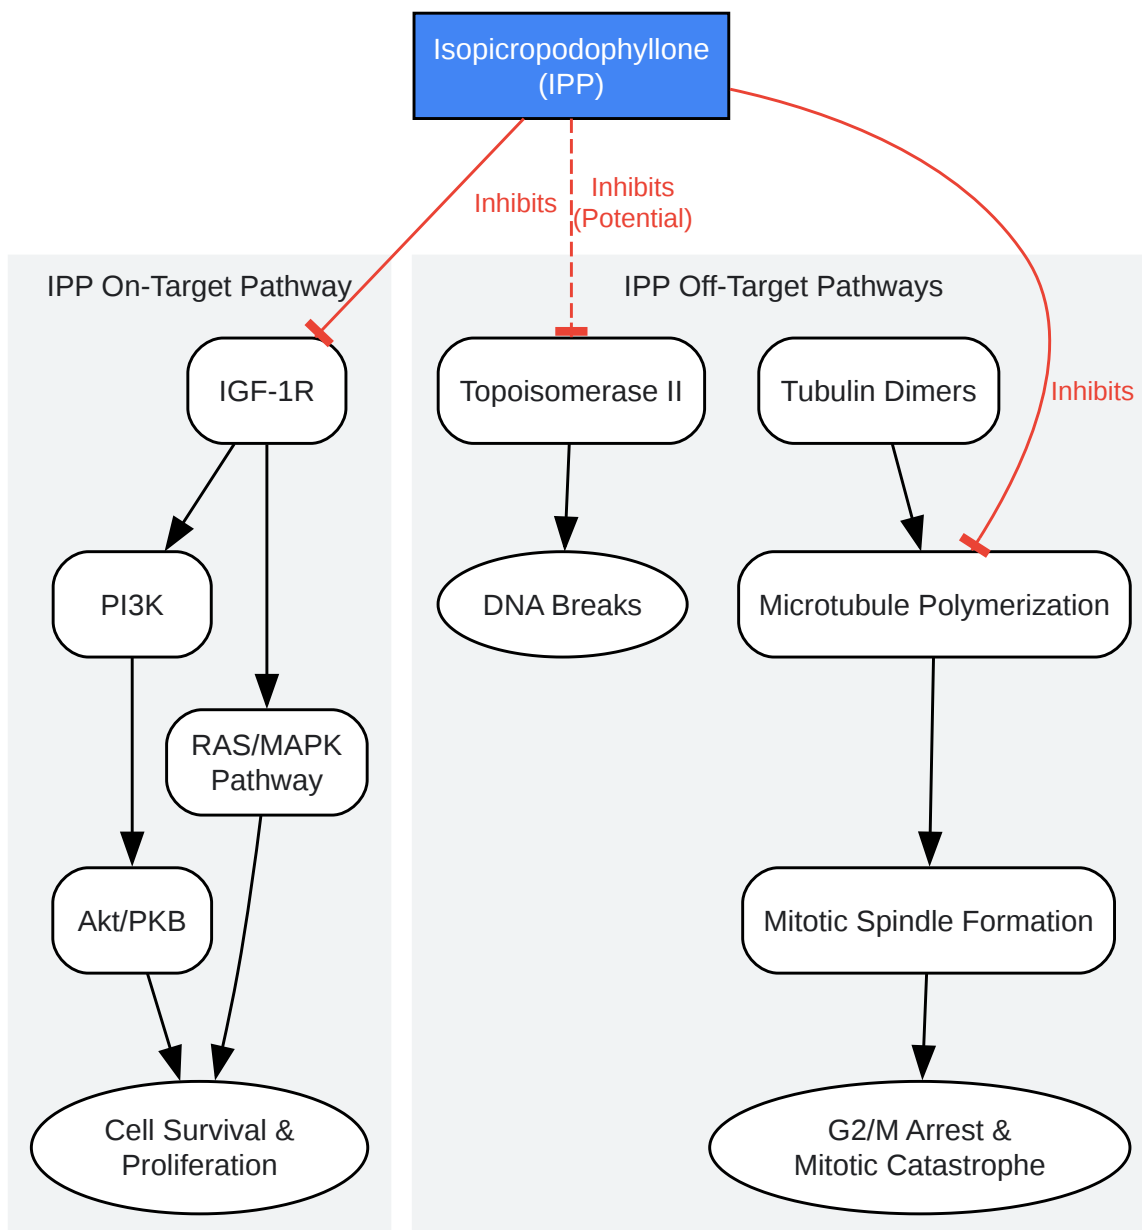 Isopicropodophyllone
(IPP)
Inhibits
Inhibits
(Potential)
IPP On-Target Pathway
IPP Off-Target Pathways
IGF-1R
Topoisomerase II
Tubulin Dimers
Inhibits
PI3K
DNA Breaks
Microtubule Polymerization
RAS/MAPK
Pathway
Akt/PKB
Mitotic Spindle Formation
Cell Survival &
Proliferation
G2/M Arrest &
Mitotic Catastrophe